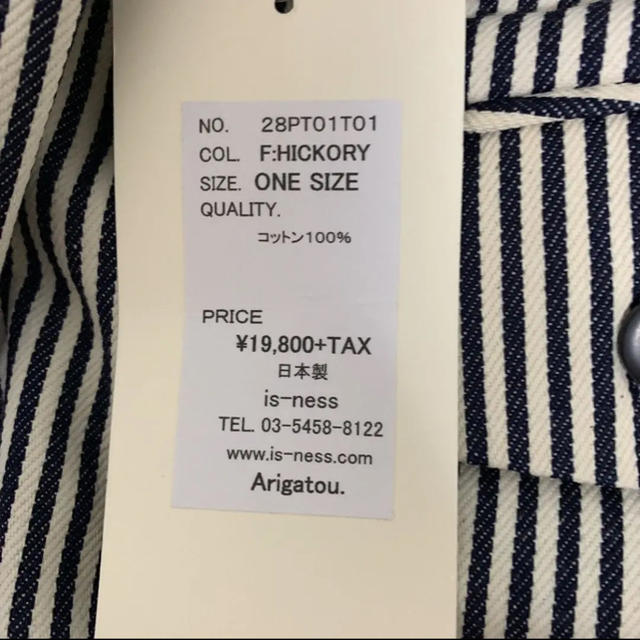 NO. 28PT01T01
COL. F:HICKORY
SIZE. ONE SIZE
QUALITY.
コットン100%
PRICE
¥19,800+TAX
日本製
is-ness
TEL. 03-5458-8122
www.is-ness.com
Arigatou.